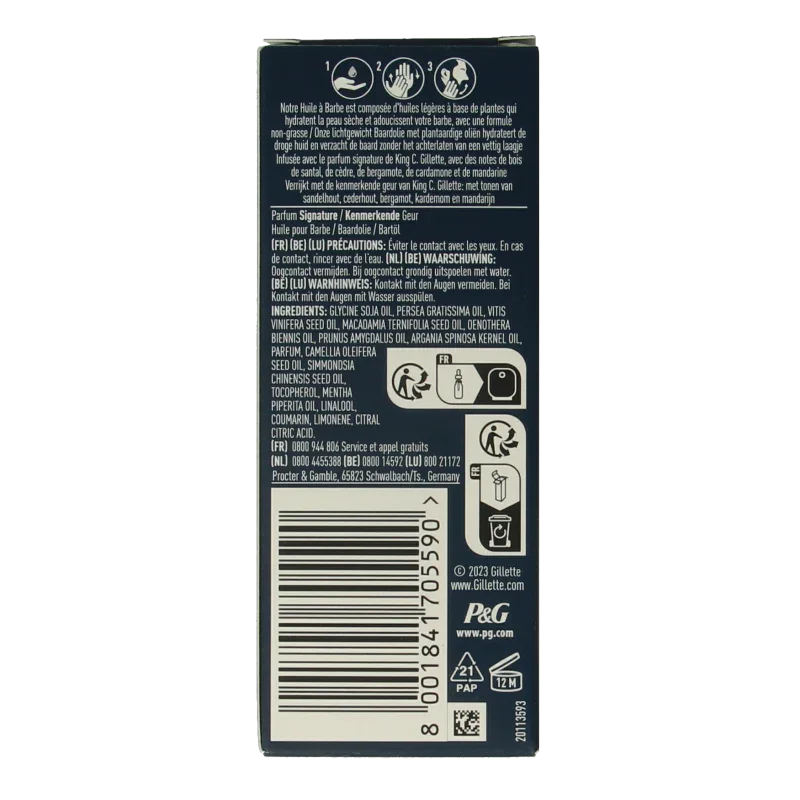 1 2 3
Notre Huile à Barbe est composée d'huiles légères à base de plantes qui
hydratent la peau sèche et adoucissent votre barbe, avec une formule
non-grasse / Onze lichtgewicht Baardolie met plantaardige oliën hydrateert de
droge huid en verzacht de baard zonder het achterlaten van een vettig laagje
Infusée avec le parfum signature de King C. Gillette, avec des notes de bois
de santal, de cèdre, de bergamote, de cardamone et de mandarine
Verrijkt met de kenmerkende geur van King C. Gillette: met tonen van
sandelhout, cederhout, bergamot, kardemom en mandarijn
Parfum Signature / Kenmerkende Geur
Huile pour Barbe / Baardolie / Bartöl
(FR) (BE) (LU) PRÉCAUTIONS: Éviter le contact avec les yeux. En cas
de contact, rincer avec de l'eau. (NL) (BE) WAARSCHUWING:
Oogcontact vermijden. Bij oogcontact grondig uitspoelen met water.
(BE) (LU) WARNHINWEIS: Kontakt mit den Augen vermeiden. Bei
Kontakt mit den Augen mit Wasser ausspülen.
INGREDIENTS: GLYCINE SOJA OIL, PERSEA GRATISSIMA OIL, VITIS
VINIFERA SEED OIL, MACADAMIA TERNIFOLIA SEED OIL, OENOTHERA
BIENNIS OIL, PRUNUS AMYGDALUS OIL, ARGANIA SPINOSA KERNEL OIL,
PARFUM, CAMELLIA OLEIFERA
SEED OIL, SIMMONDSIA
CHINENSIS SEED OIL,
TOCOPHEROL, MENTHA
PIPERITA OIL, LINALOOL,
COUMARIN, LIMONENE, CITRAL
CITRIC ACID.
FR
FR
(FR) 0800 944 806 Service et appel gratuits
(NL) 0800 4455388 (BE) 0800 14592 (LU) 800 21172
Procter & Gamble, 65823 Schwalbach/Ts., Germany
8 001841 705590 >
© 2023 Gillette
www.Gillette.com
P&G
www.pg.com
21
PAP
12 M
20113593